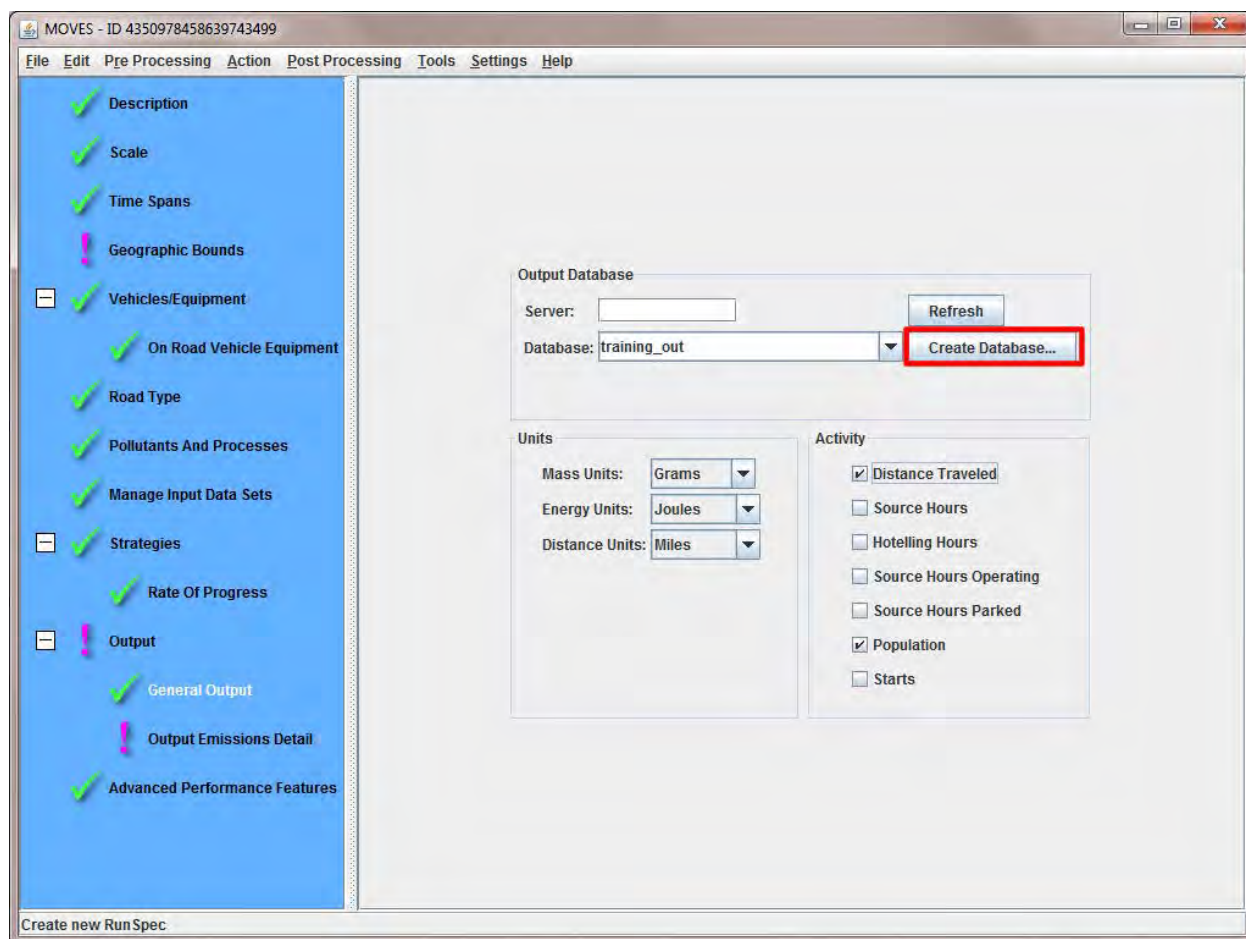 MOVES - ID 4350978458639743499
File Edit Pre Processing Action Post Processing Tools Settings Help
Description
Scale
Time Spans
Geographic Bounds
Vehicles/Equipment
On Road Vehicle Equipment
Road Type
Pollutants And Processes
Manage Input Data Sets
Strategies
Rate Of Progress
Output
General Output
Output Emissions Detail
Advanced Performance Features
Output Database
Server:
Refresh
Database: training_out
Create Database...
Units
Mass Units: Grams
Energy Units: Joules
Distance Units: Miles
Activity
Distance Traveled
Source Hours
Hotelling Hours
Source Hours Operating
Source Hours Parked
Population
Starts
Create new RunSpec